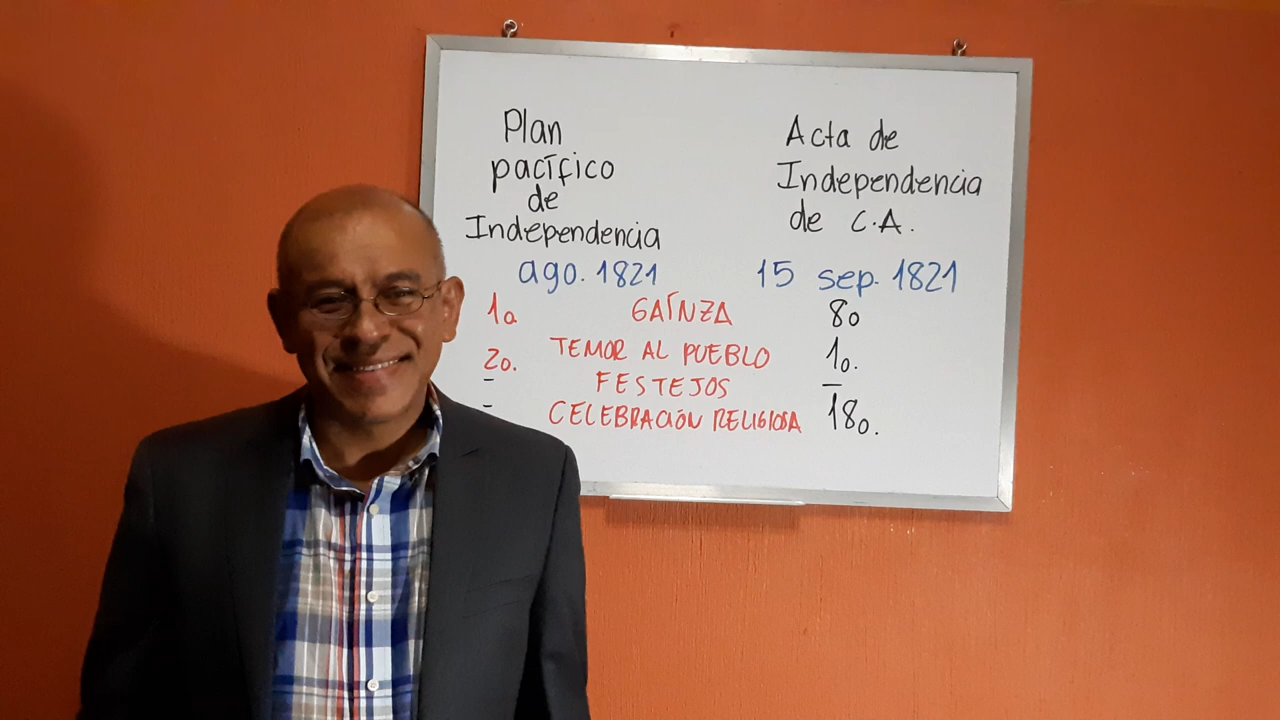 Plan
pacífico
de
Independencia
ago. 1821
Acta de
Independencia
de C.A.
15 sep. 1821
1o GAÍNZA 8o
2o. TEMOR AL PUEBLO 1o.
- FESTEJOS -
- CELEBRACIÓN RELIGIOSA 18o.